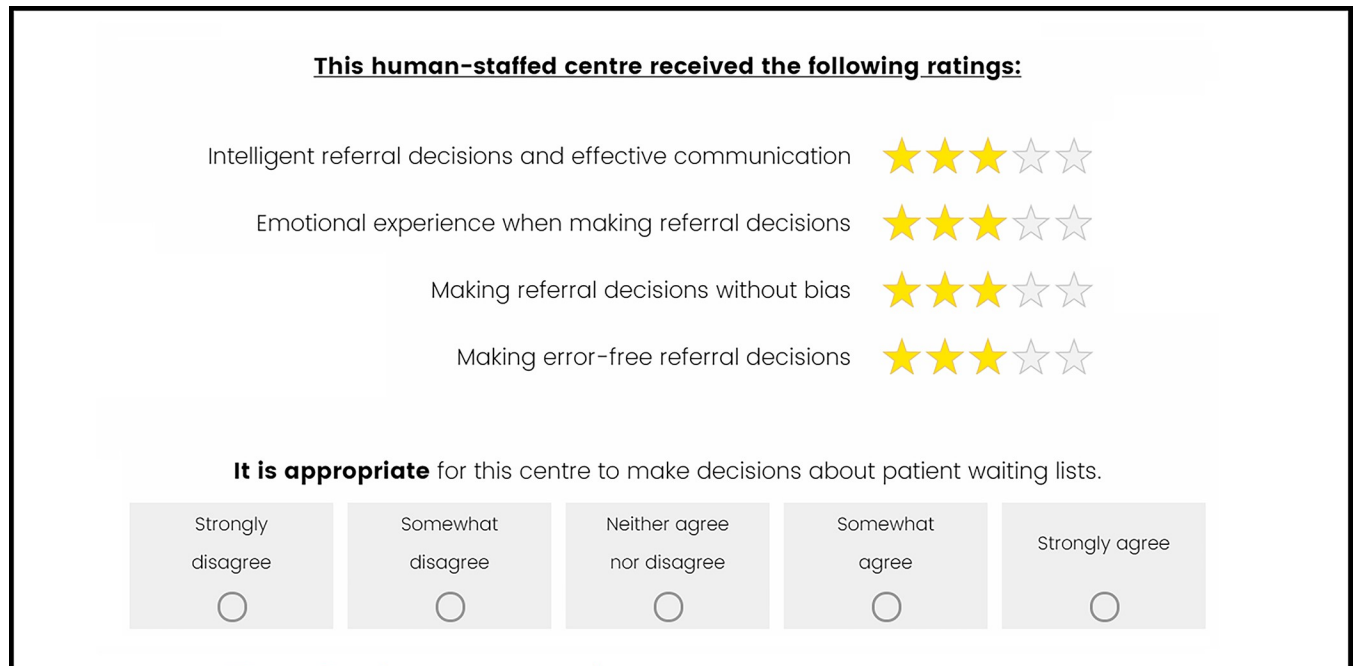 This human-staffed centre received the following ratings:
Intelligent referral decisions and effective communication
Emotional experience when making referral decisions
Making referral decisions without bias
Making error-free referral decisions
It is appropriate for this centre to make decisions about patient waiting lists.
Strongly
disagree
Somewhat
disagree
Neither agree
nor disagree
Somewhat
agree
Strongly agree